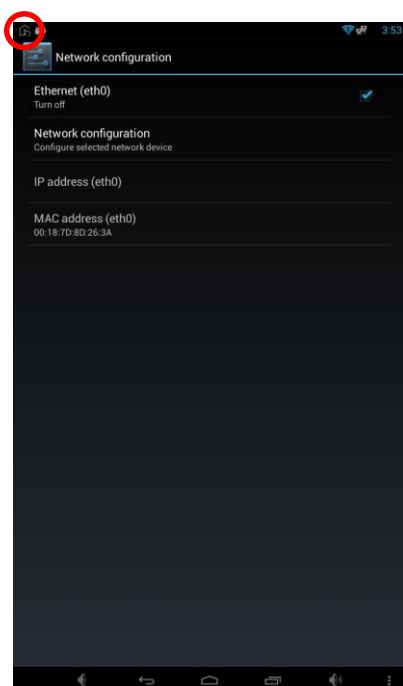 3:53
Network configuration
Ethernet (eth0)
Turn off
Network configuration
Configure selected network device
IP address (eth0)
MAC address (eth0)
00:18:7D:8D:26:3A